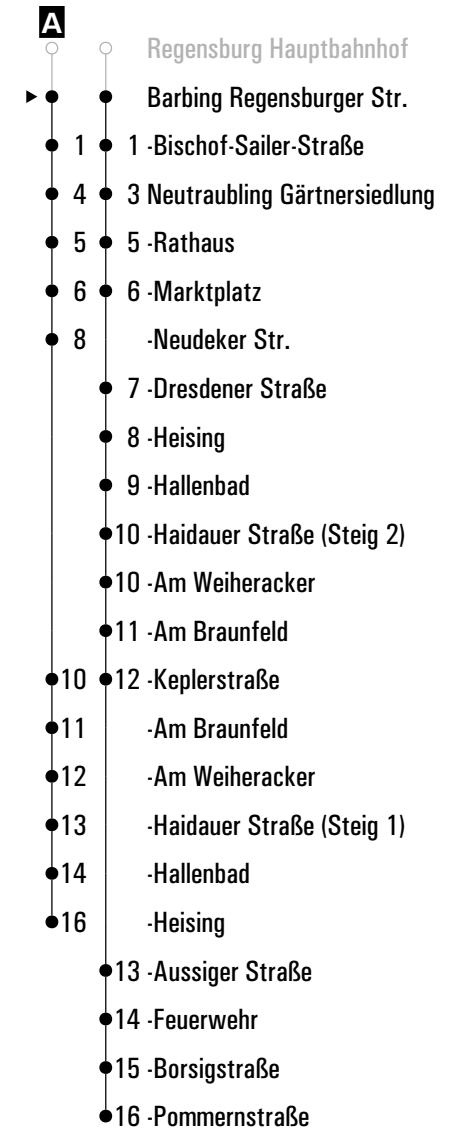 A
Regensburg Hauptbahnhof
Barbing Regensburger Str.
1 1 -Bischof-Sailer-Straße
4 3 Neutraubling Gärtnersiedlung
5 5 -Rathaus
6 6 -Marktplatz
8 -Neudeker Str.
7 -Dresdener Straße
8 -Heising
9 -Hallenbad
10 -Haidauer Straße (Steig 2)
10 -Am Weiheracker
11 -Am Braunfeld
10 12 -Keplerstraße
11 -Am Braunfeld
12 -Am Weiheracker
13 -Haidauer Straße (Steig 1)
14 -Hallenbad
16 -Heising
13 -Aussiger Straße
14 -Feuerwehr
15 -Borsigstraße
16 -Pommernstraße